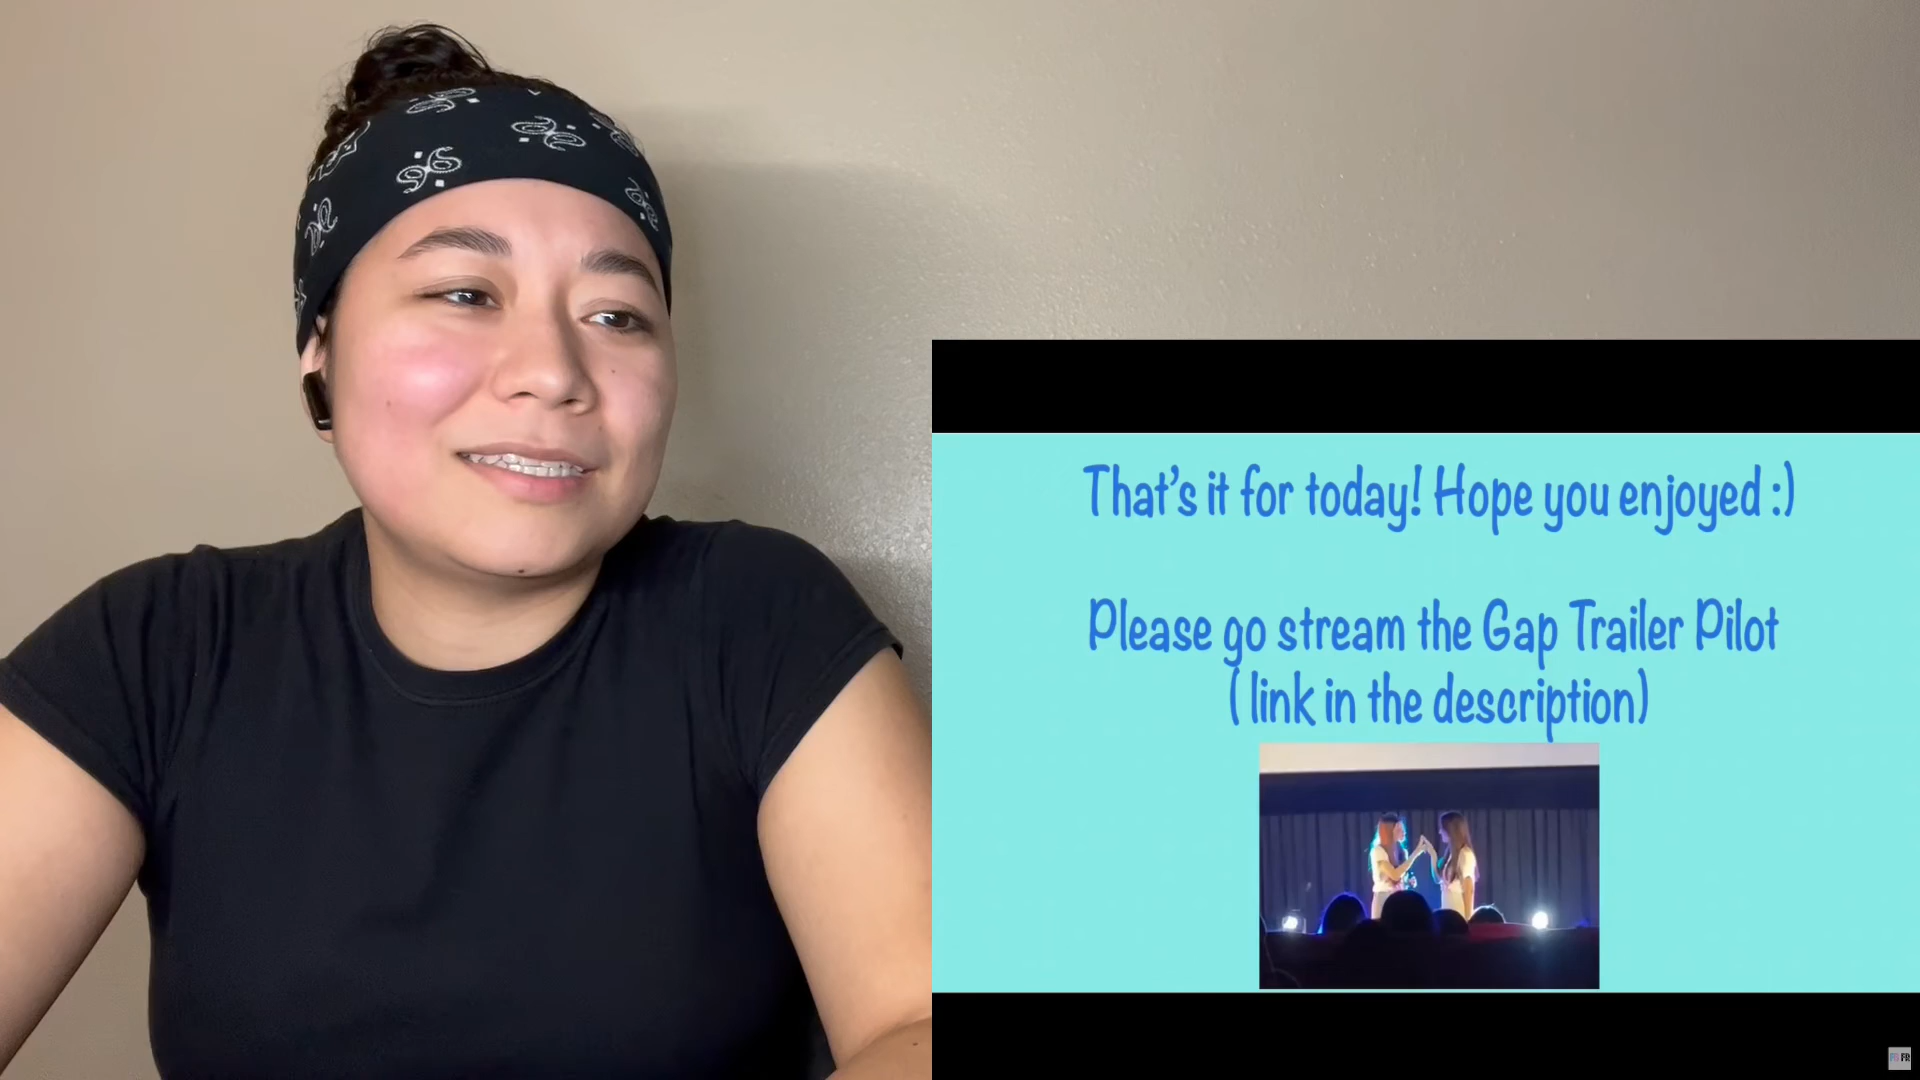 That's it for today! Hope you enjoyed :)
Please go stream the Gap Trailer Pilot
( link in the description)